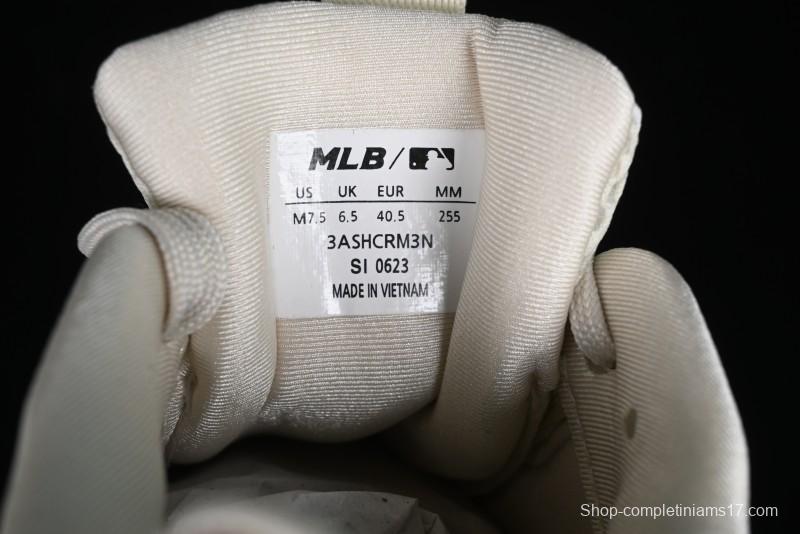 MLB/
US UK EUR MM
M7.5 6.5 40.5 255
3ASHCRM3N
SI 0623
MADE IN VIETNAM
Shop-completiniams17.com